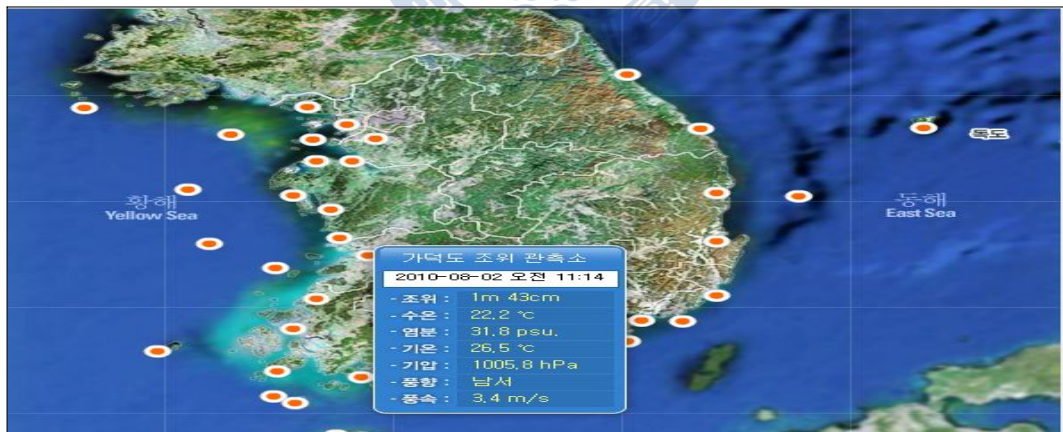 독도
황해
Yellow Sea
동해
East Sea
가덕도 조위 관측소
2010-08-02 오전 11:14
- 조위 : 1m 43cm
- 수온 : 22.2 ℃
- 염분 : 31.8 psu.
- 기온 : 26.5 ℃
- 기압 : 1005.8 hPa
- 풍향 : 남서
- 풍속 : 3.4 m/s